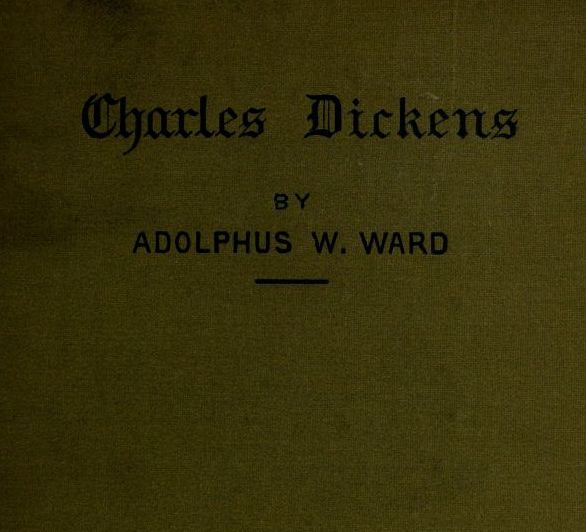 Charles Dickens
BY
ADOLPHUS W. WARD